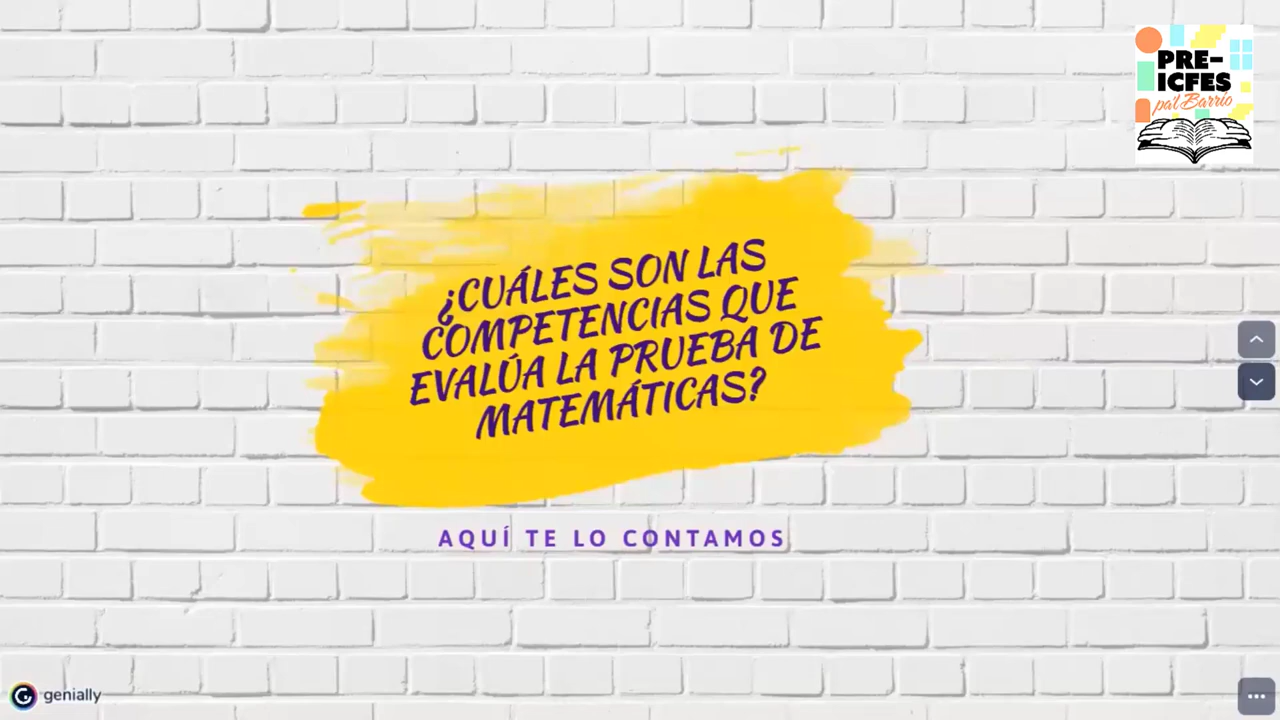 PRE-
ICFES
pa'l Barrio
¿CUÁLES SON LAS
COMPETENCIAS QUE
EVALÚA LA PRUEBA DE
MATEMÁTICAS?
AQUÍ TE LO CONTAMOS
genially